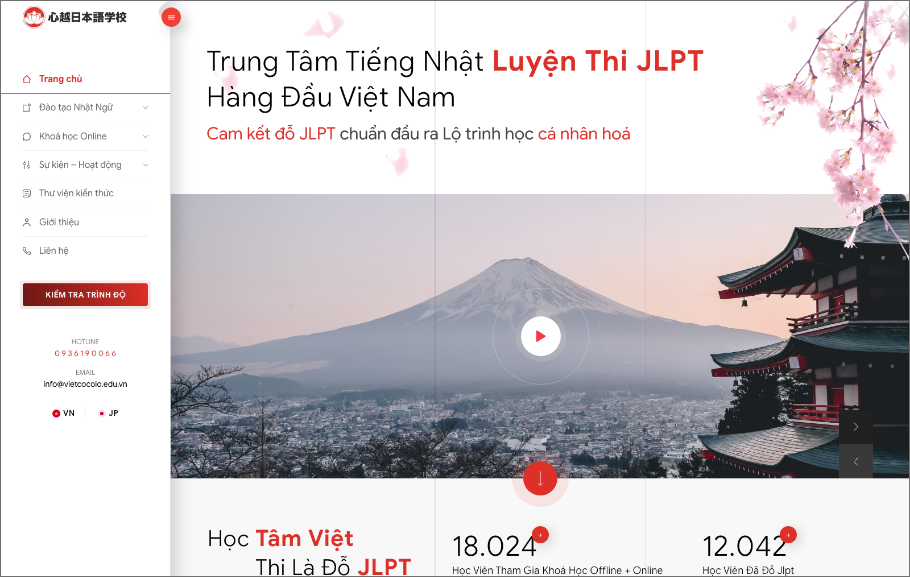 心越日本語学校
Trang chủ
Đào tạo Nhật Ngữ
Khoá học Online
Sự kiện – Hoạt động
Thư viện kiến thức
Giới thiệu
Liên hệ
KIỂM TRA TRÌNH ĐỘ
HOTLINE
0936190066
EMAIL
info@vietcocolo.edu.vn
VN JP
Trung Tâm Tiếng Nhật Luyện Thi JLPT
Hàng Đầu Việt Nam
Cam kết đỗ JLPT chuẩn đầu ra Lộ trình học cá nhân hoá
Học Tâm Việt
Thi Là Đỗ JLPT
18.024 +
Học Viên Tham Gia Khoá Học Offline + Online
12.042 +
Học Viên Đã Đỗ Jlpt